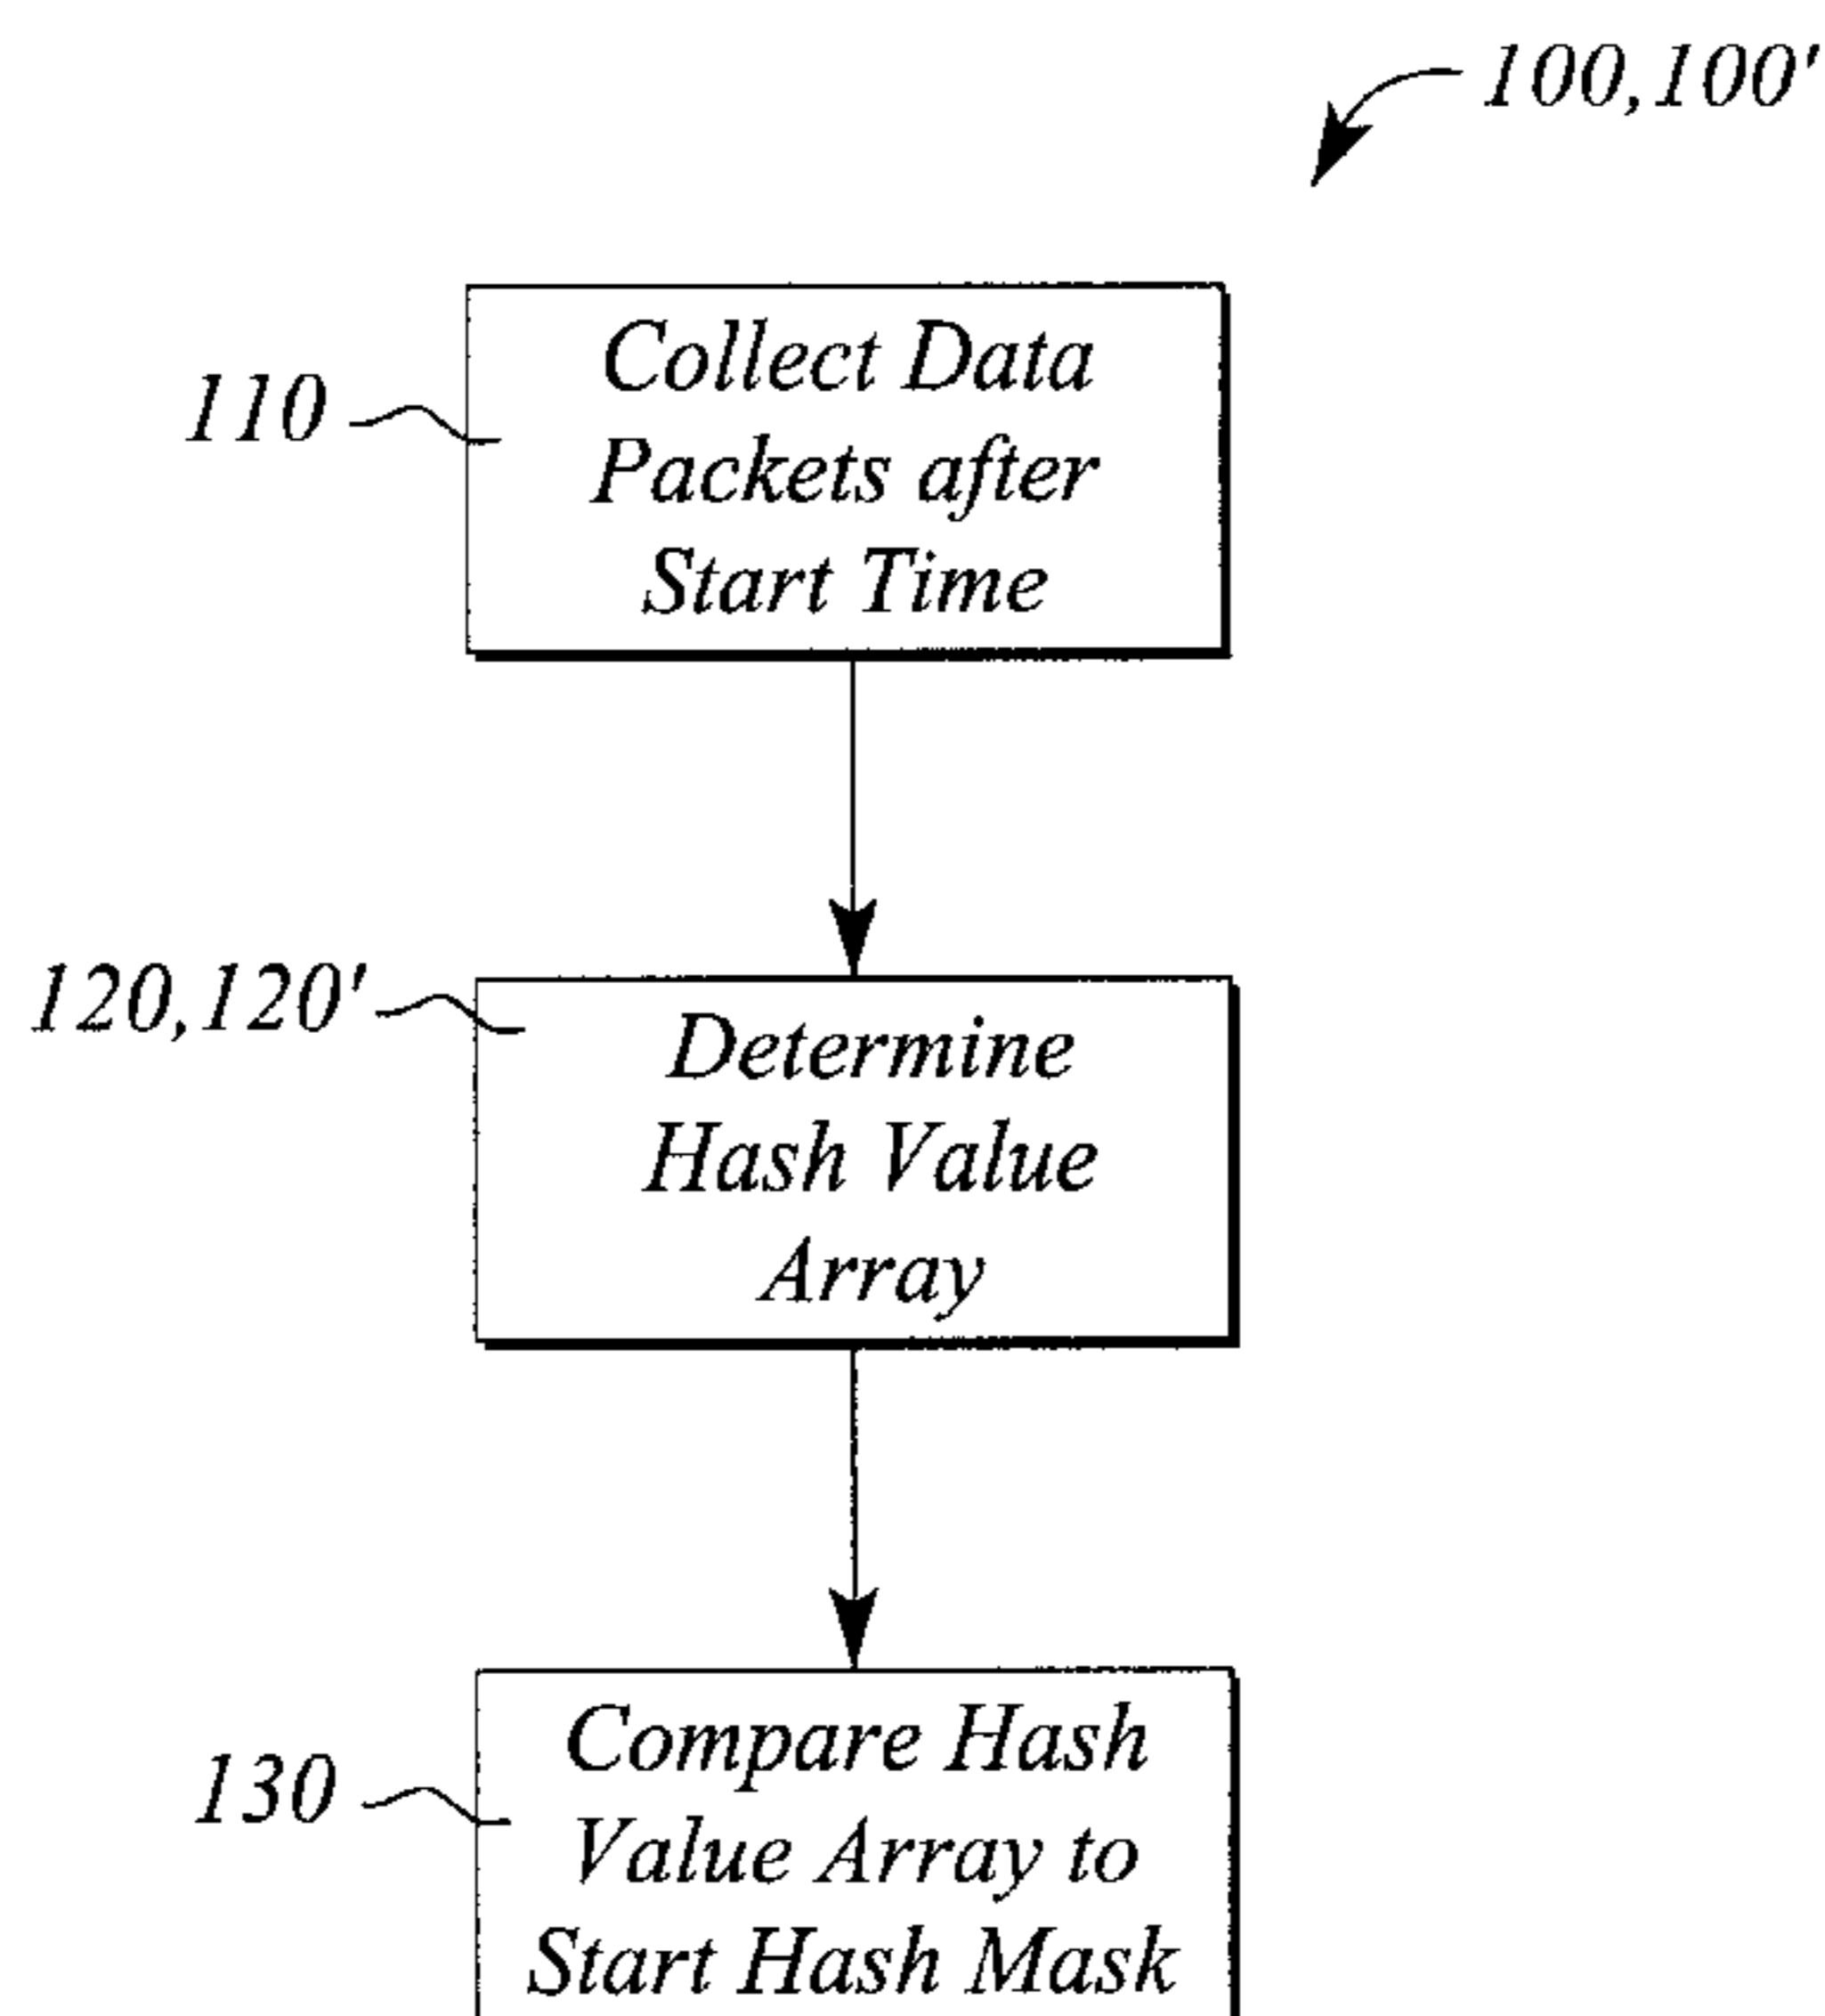 100,100'
Collect Data
110
Packets after
Start Time
120,120'
Determine
Hash Value
Array
Compare Hash
130
Value Array to
Start Hash Mask